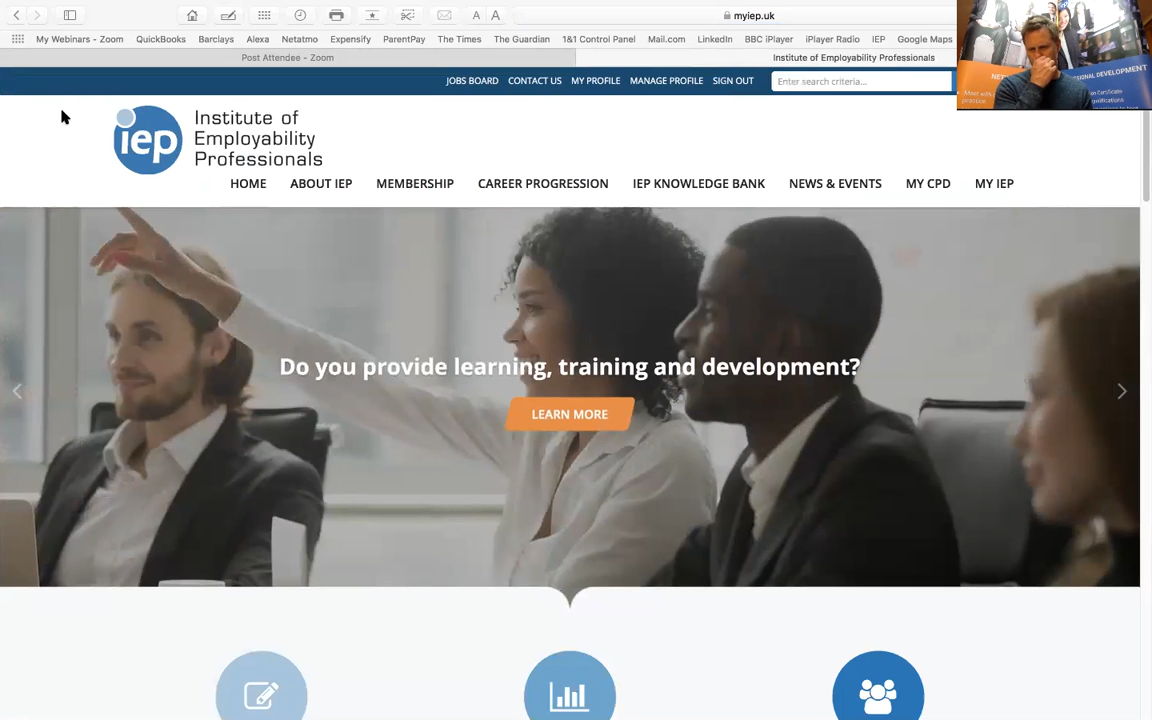 A A
myiep.uk
My Webinars - Zoom QuickBooks Barclays Alexa Netatmo Expensify ParentPay The Times The Guardian 1&1 Control Panel Mail.com LinkedIn BBC iPlayer iPlayer Radio IEP Google Maps
Post Attendee - Zoom Institute of Employability Professionals
JOBS BOARD CONTACT US MY PROFILE MANAGE PROFILE SIGN OUT Enter search criteria...
iep
Institute of
Employability
Professionals
HOME ABOUT IEP MEMBERSHIP CAREER PROGRESSION IEP KNOWLEDGE BANK NEWS & EVENTS MY CPD MY IEP
Do you provide learning, training and development?
LEARN MORE